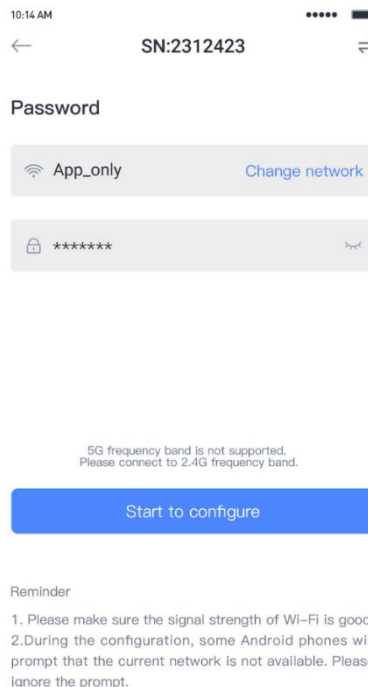 10:14 AM
SN:2312423
Password
App_only Change network
*******
5G frequency band is not supported.
Please connect to 2.4G frequency band.
Start to configure
Reminder
1. Please make sure the signal strength of Wi-Fi is good
2.During the configuration, some Android phones wi
prompt that the current network is not available. Please
ignore the prompt.